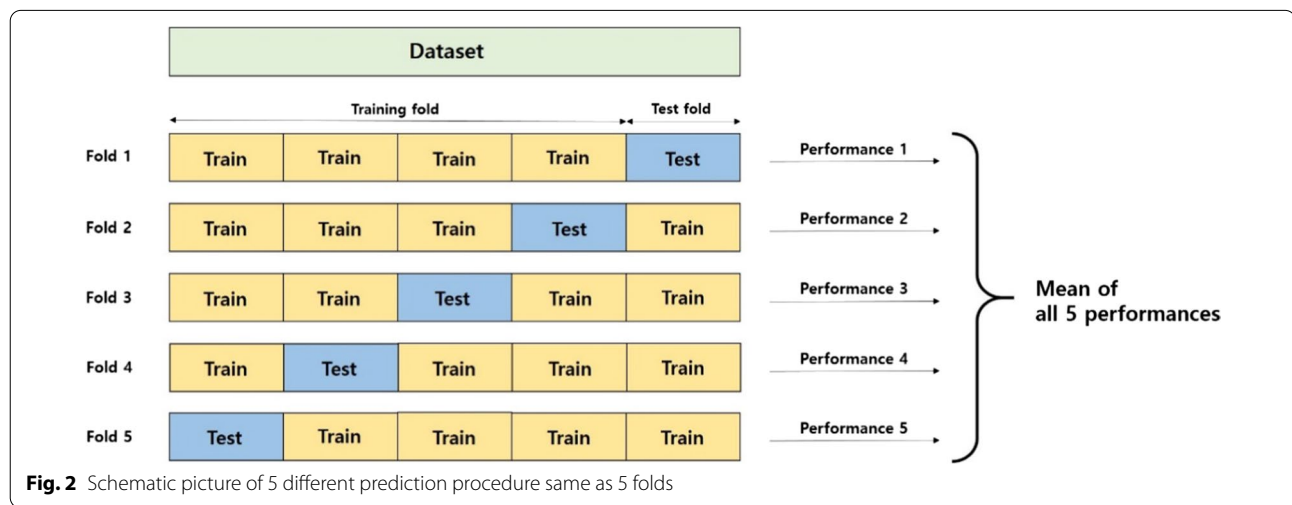 Dataset
Training fold Test fold
Fold 1 Train Train Train Train Test Performance 1
Fold 2 Train Train Train Test Train Performance 2
Fold 3 Train Train Test Train Train Performance 3
Mean of
all 5 performances
Fold 4 Train Test Train Train Train Performance 4
Fold 5 Test Train Train Train Train Performance 5
Fig. 2 Schematic picture of 5 different prediction procedure same as 5 folds